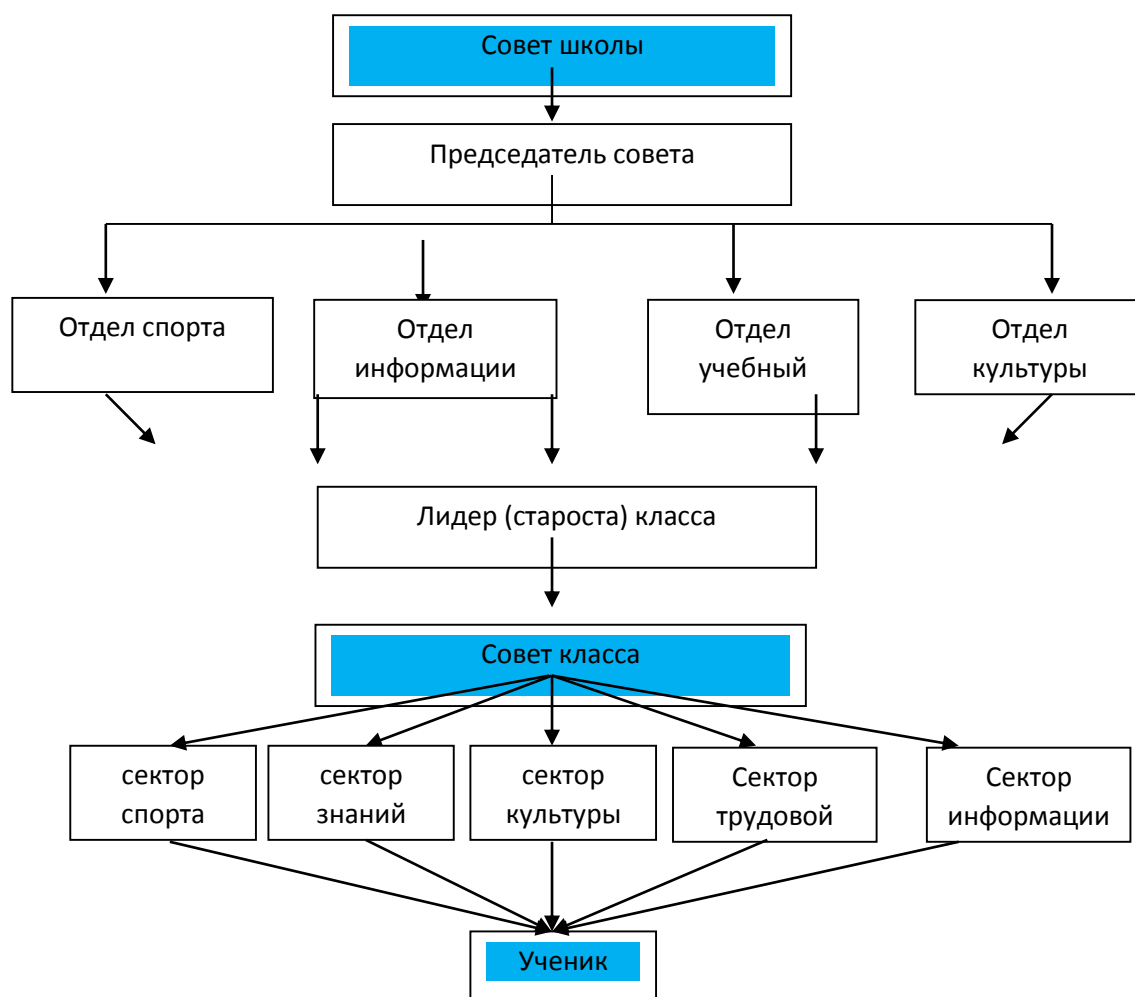 Совет школы
Председатель совета
Отдел спорта
Отдел
информации
Отдел
учебный
Отдел
культуры
Лидер (староста) класса
Совет класса
сектор
спорта
сектор
знаний
сектор
культуры
Сектор
трудовой
Сектор
информации
Ученик